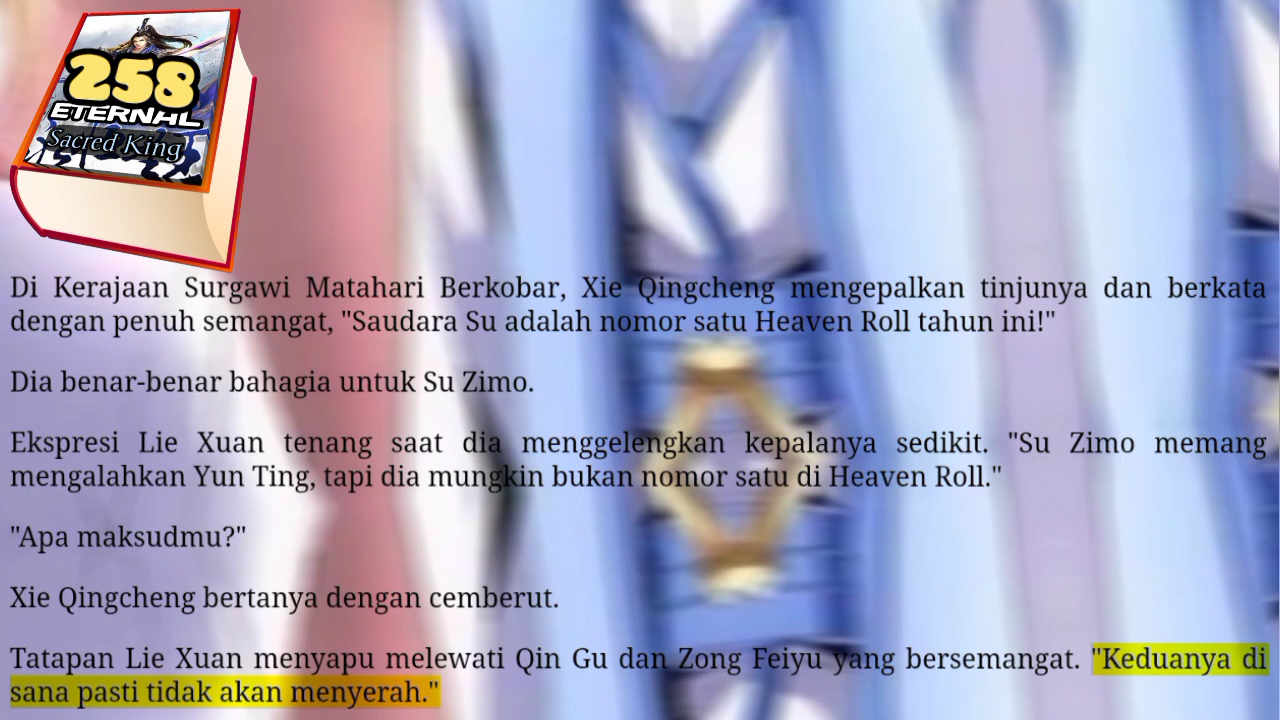 258
ETERNAL
Sacred King
Di Kerajaan Surgawi Matahari Berkobar, Xie Qingcheng mengepalkan tinjunya dan berkata
dengan penuh semangat, "Saudara Su adalah nomor satu Heaven Roll tahun ini!"
Dia benar-benar bahagia untuk Su Zimo.
Ekspresi Lie Xuan tenang saat dia menggelengkan kepalanya sedikit. "Su Zimo memang
mengalahkan Yun Ting, tapi dia mungkin bukan nomor satu di Heaven Roll."
"Apa maksudmu?"
Xie Qingcheng bertanya dengan cemberut.
Tatapan Lie Xuan menyapu melewati Qin Gu dan Zong Feiyu yang bersemangat. "Keduanya di
sana pasti tidak akan menyerah."